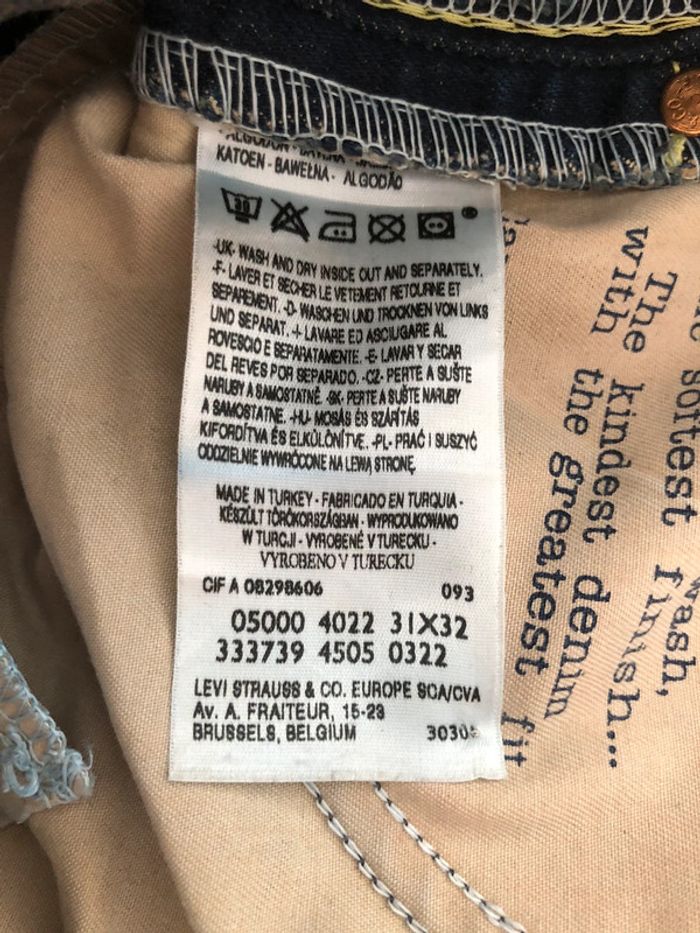 KATOEN - BAWEŁNA - ALGODÃO
30
®
-UK- WASH AND DRY INSIDE OUT AND SEPARATELY.
-F- LAVER ET SECHER LE VETEMENT RETOURNE ET
SEPAREMENT. -D- WASCHEN UND TROCKNEN VON LINKS
UND SEPARAT. -I- LAVARE ED ASCIUGARE AL
ROVESCIO E SEPARATAMENTE. -E- LAVAR Y SECAR
DEL REVES POR SEPARADO. -CZ- PERTE A SUŠTE
NARUBY A SAMOSTATNĚ. -SK- PERTE A SUŠTE NARUBY
A SAMOSTATNE. -HU- MOSÁS ÉS SZÁRÍTÁS
KIFORDÍTVA ÉS ELKÜLÖNÍTVE. -PL- PRAĆ I SUSZYĆ
ODDZIELNIE WYWRÓCONE NA LEWĄ STRONĘ.
MADE IN TURKEY - FABRICADO EN TURQUIA -
KÉSZÜLT TÖRÖKORSZÁGBAN - WYPRODUKOWANO
W TURCJI - VYROBENÉ V TURECKU -
VYROBENO V TURECKU
CIF A 08298606 093
05000 4022 31X32
333739 4505 0322
LEVI STRAUSS & CO. EUROPE SCA/CVA
Av. A. FRAITEUR, 15-23
BRUSSELS, BELGIUM 3030
softest wash,
The kindest finish...
with the greatest denim
fit